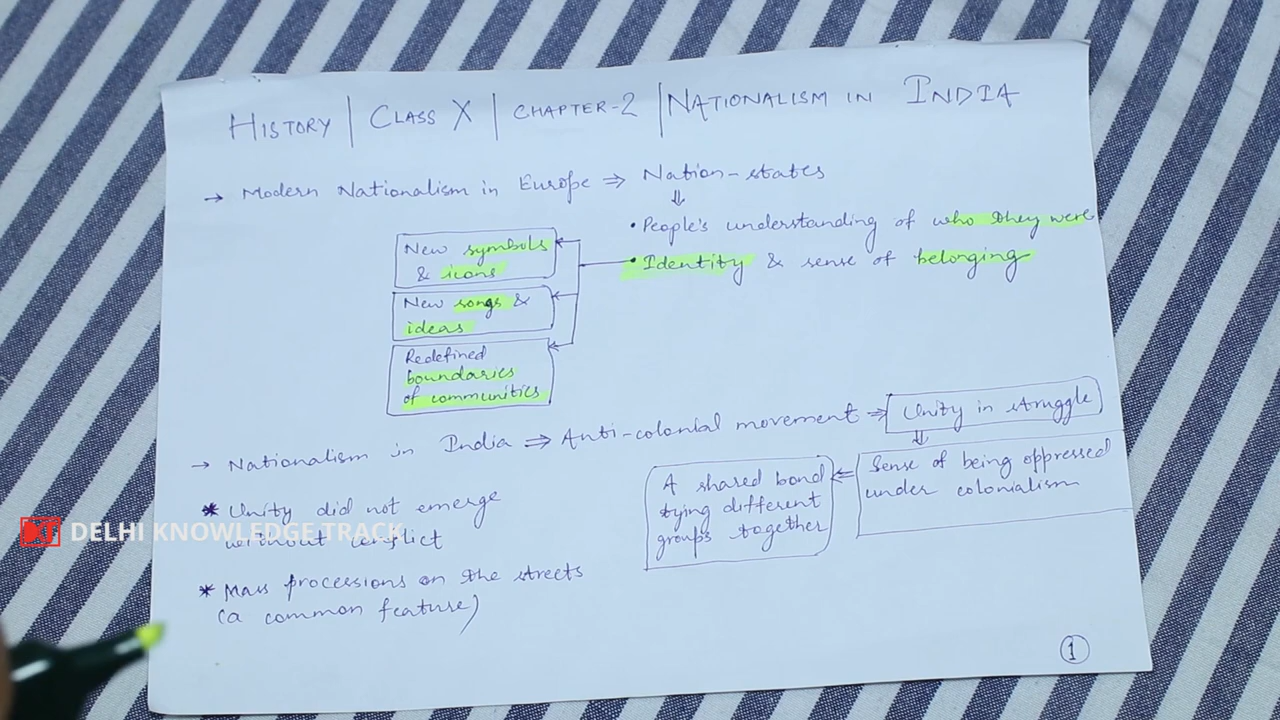 HISTORY | CLASS X | CHAPTER-2 | NATIONALISM IN INDIA
→ Modern Nationalism in Europe ⇒ Nation-states
⇓
• People's understanding of who they were
• Identity & sense of belonging
New symbols
& icons
New songs &
ideas
Redefined
boundaries
of communities
→ Nationalism in India ⇒ Anti-colonial movement ⇒ Unity in struggle
⇓
Sense of being oppressed
under colonialism
⇐
A shared bond
tying different
groups together
* Unity did not emerge
without conflict
* Mass processions on the streets
(a common feature)
DELHI KNOWLEDGE TRACK
1